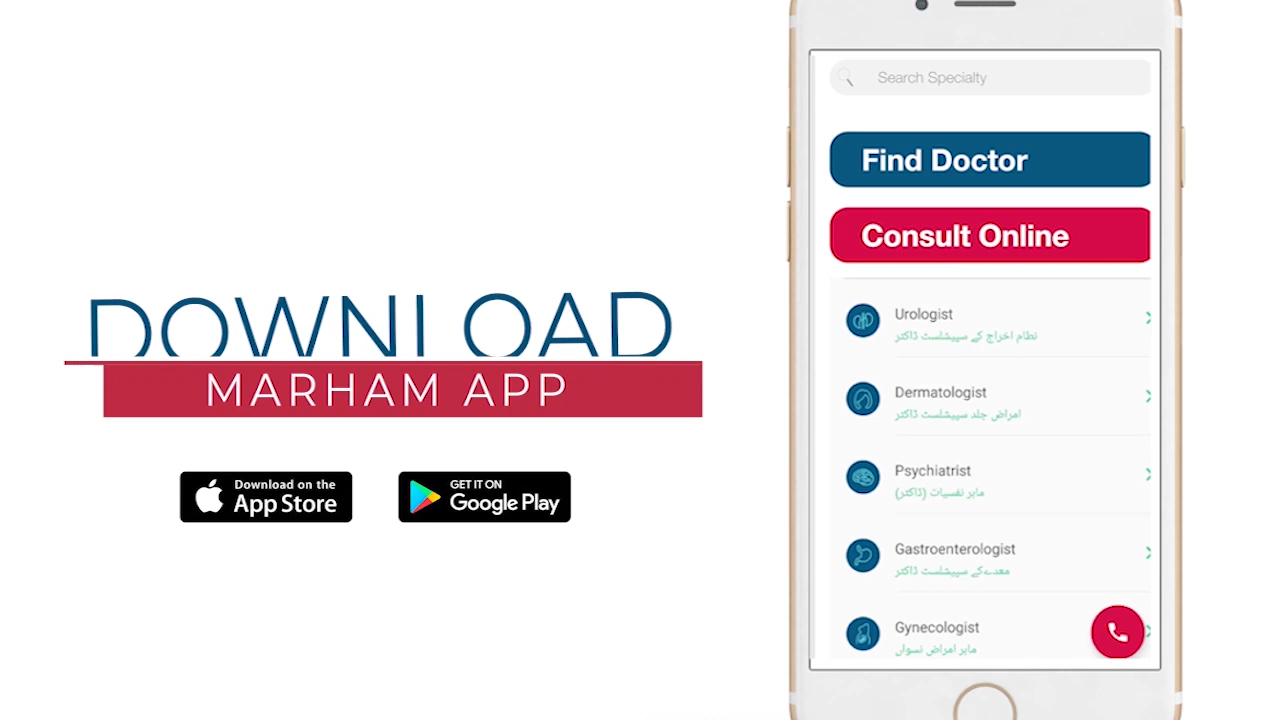 DOWNLOAD
MARHAM APP
Download on the
App Store
GET IT ON
Google Play
Search Specialty
Find Doctor
Consult Online
Urologist
نظام اخراج کے سپیشلسٹ ڈاکٹر
Dermatologist
امراض جلد سپیشلسٹ ڈاکٹر
Psychiatrist
ماہر نفسیات (ڈاکٹر)
Gastroenterologist
معدےکے سپیشلسٹ ڈاکٹر
Gynecologist
ماہر امراض نسواں